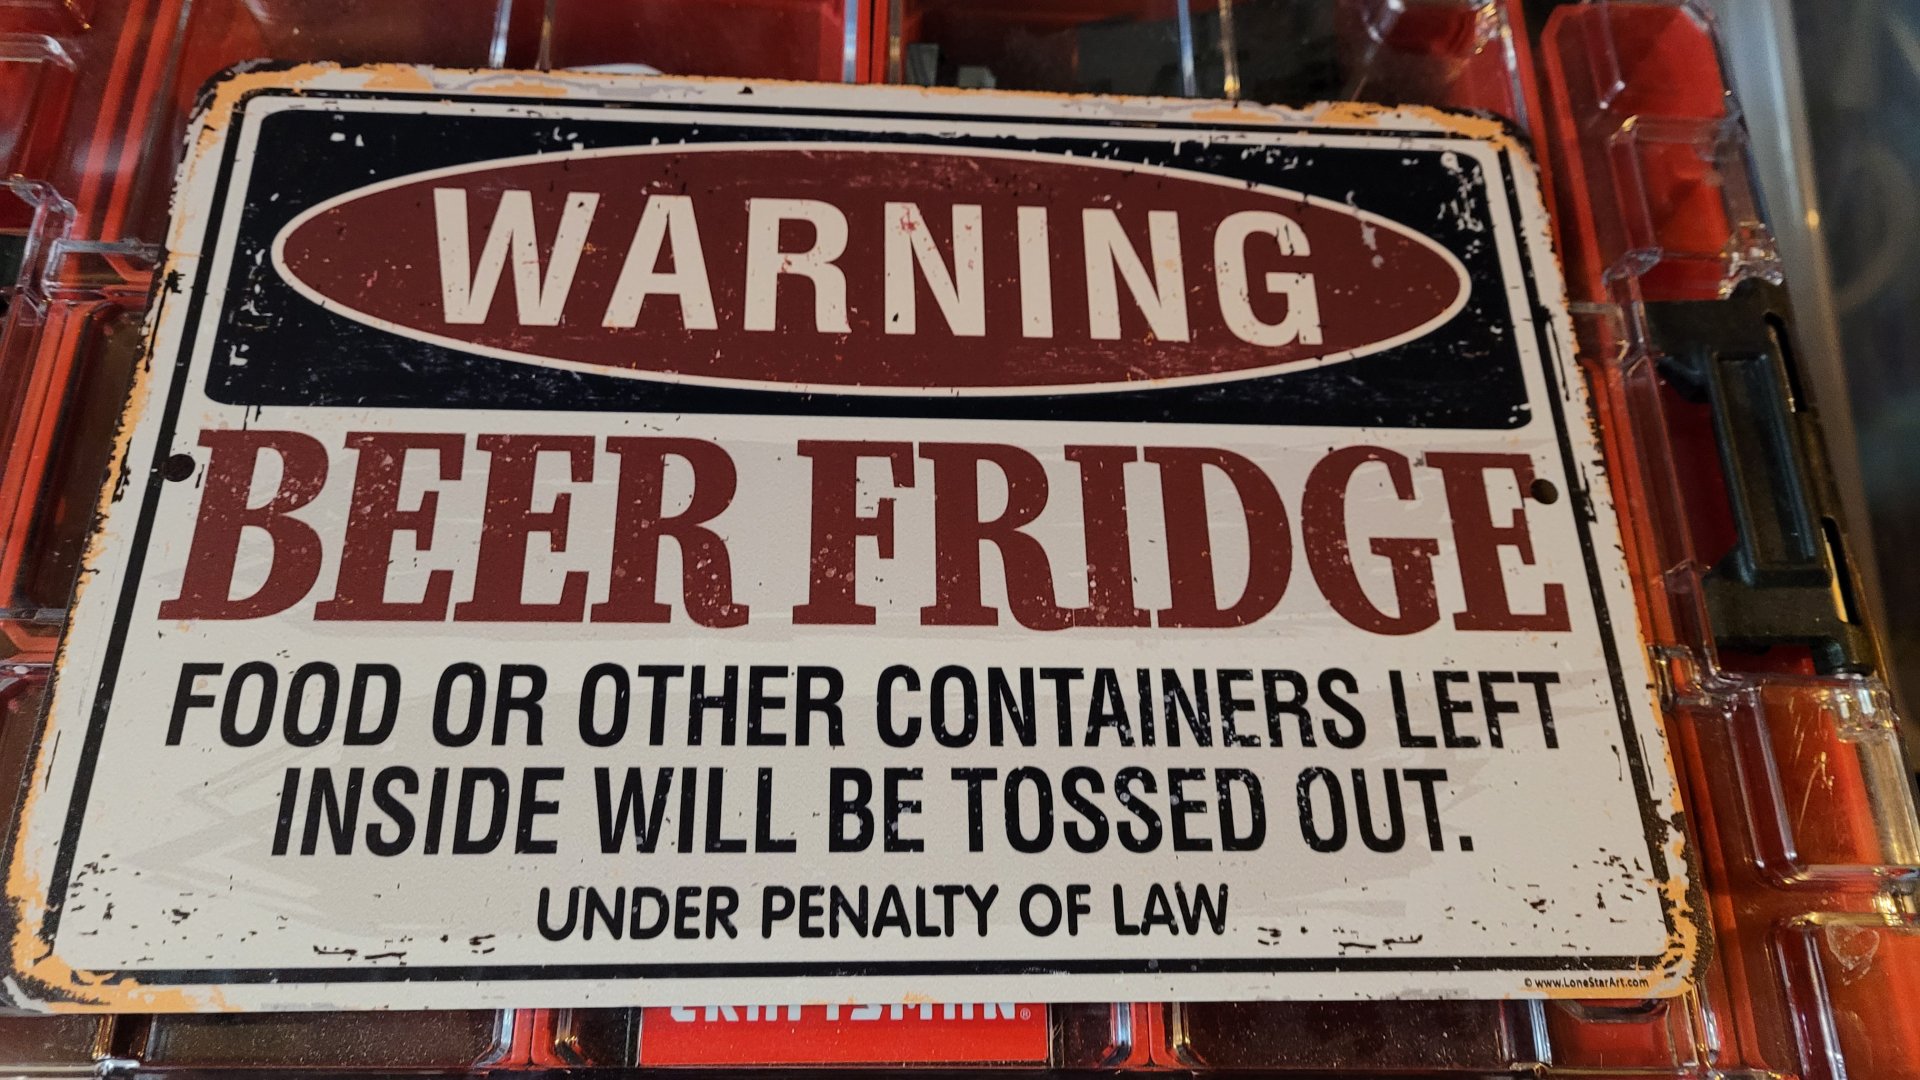 WARNING
BEER FRIDGE
FOOD OR OTHER CONTAINERS LEFT
INSIDE WILL BE TOSSED OUT.
UNDER PENALTY OF LAW
© www.LoneStarArt.com
CRAFTSMAN®